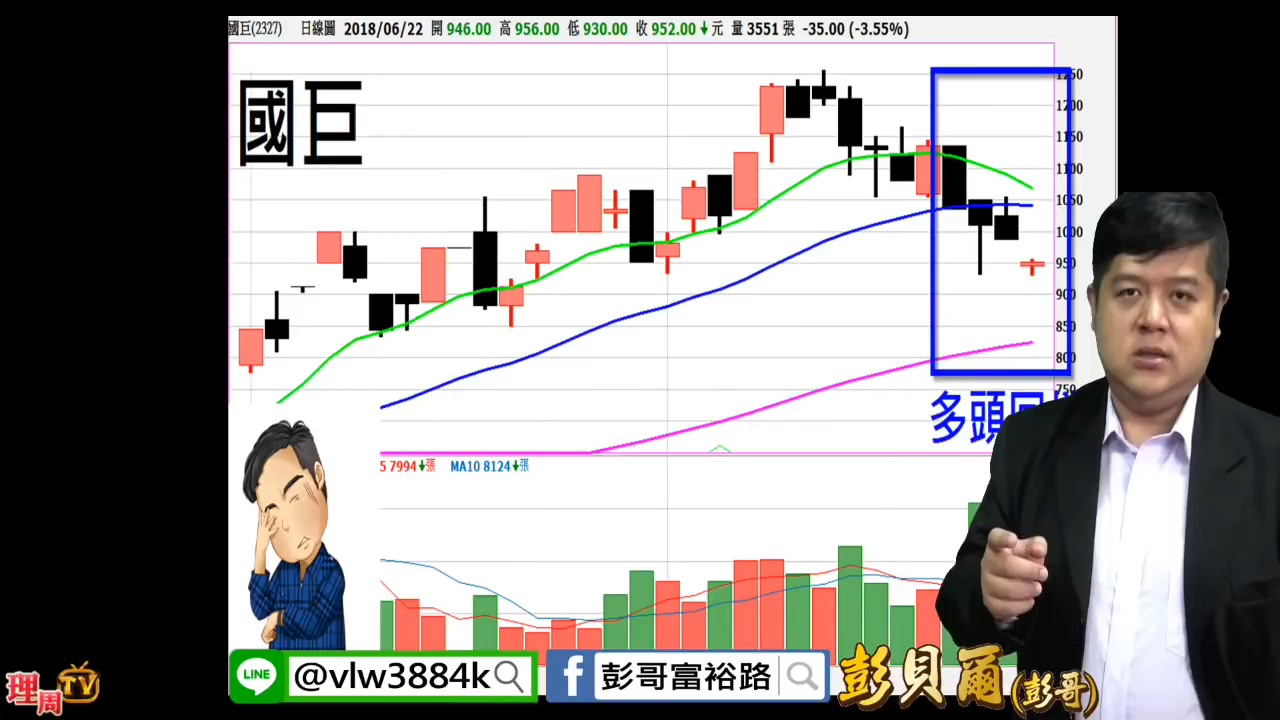 國巨(2327) 日線圖 2018/06/22 開 946.00 高 956.00 低 930.00 收 952.00 ↓ 元 量 3551 張 -35.00 (-3.55%)
國巨
1250
1200
1150
1100
1050
1000
950
900
850
800
750
多頭
5 7994↓張 MA10 8124↓張
LINE @vlw3884k
f 彭哥富裕路
彭貝爾(彭哥)
理周TV